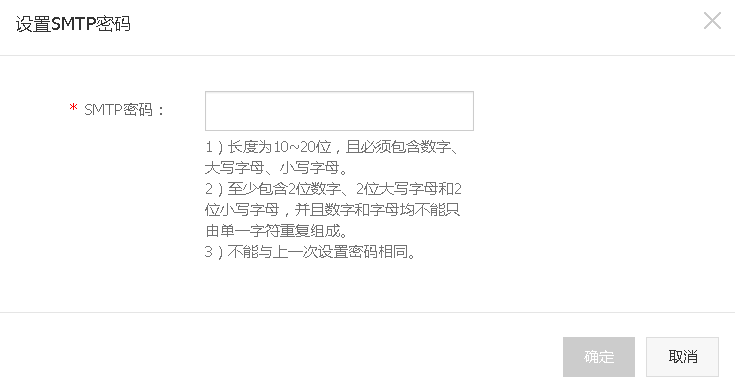 设置SMTP密码
* SMTP密码：
1）长度为10~20位，且必须包含数字、
大写字母、小写字母。
2）至少包含2位数字、2位大写字母和2
位小写字母，并且数字和字母均不能只
由单一字符重复组成。
3）不能与上一次设置密码相同。
确定 取消